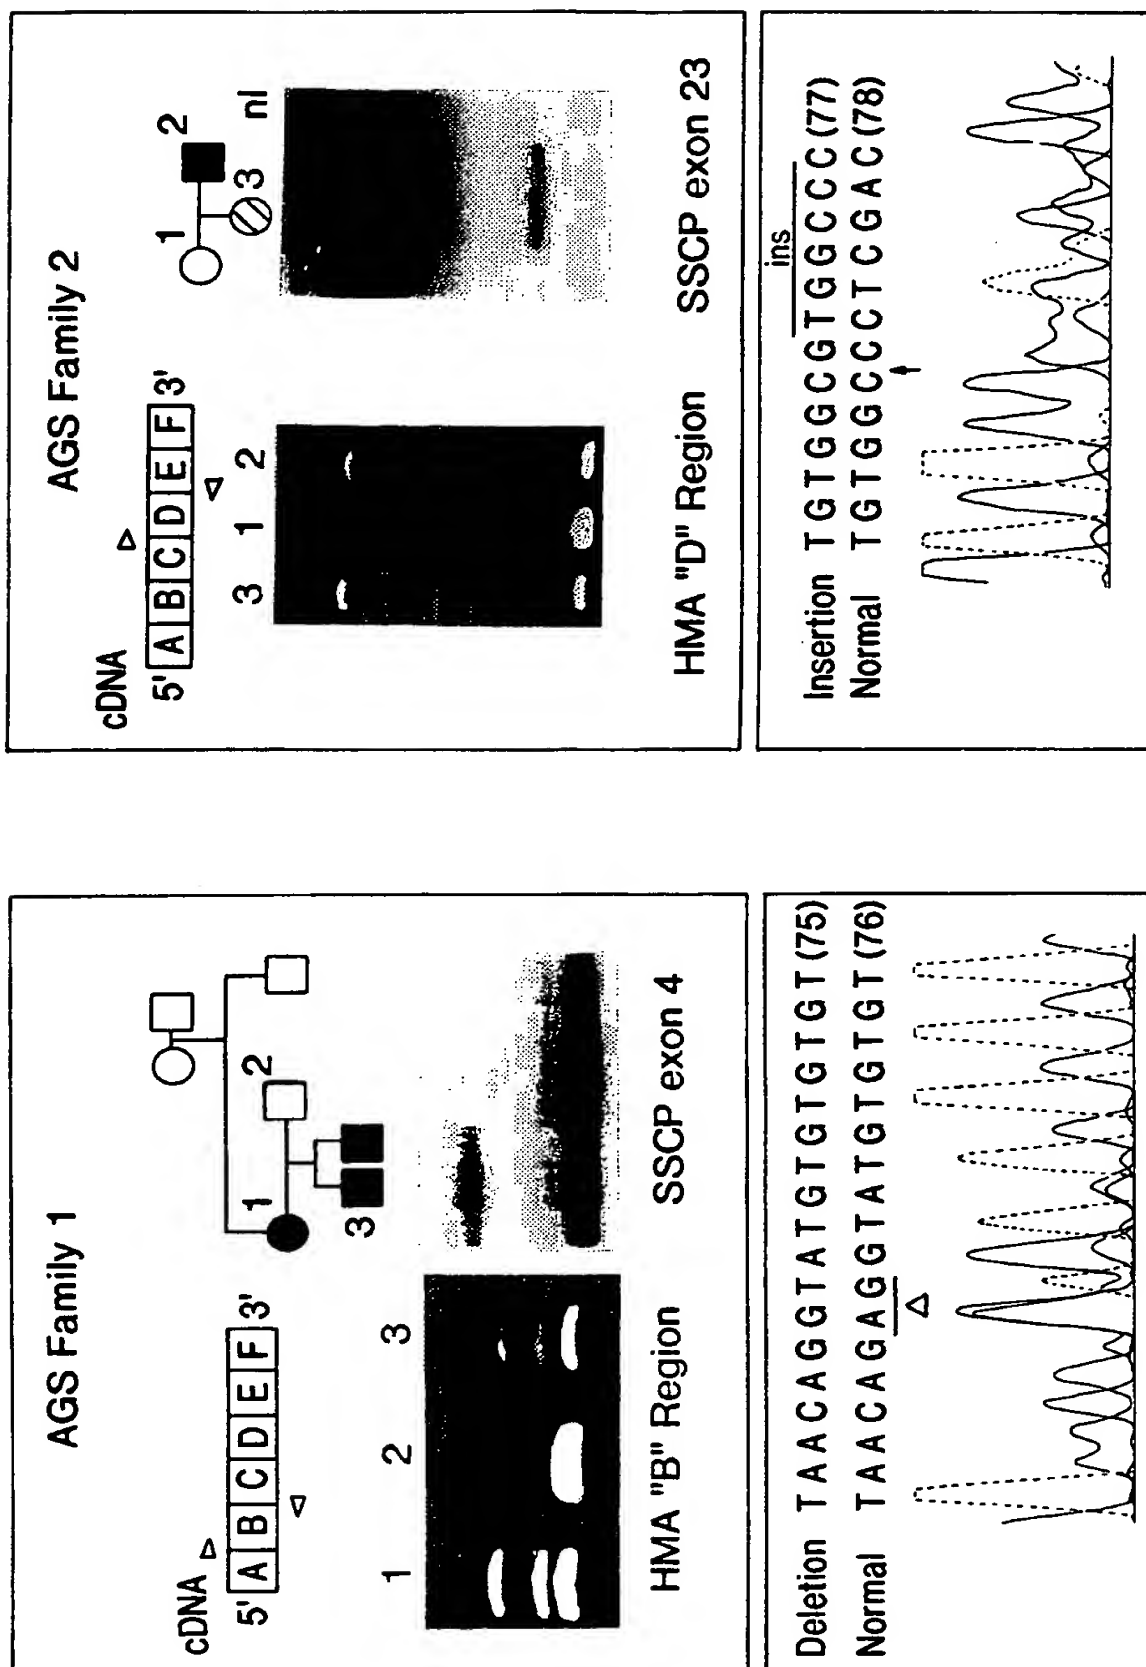 AGS Family 1
cDNA
5' A B C D E F 3'
1 2
3
1 2 3
HMA "B" Region
SSCP exon 4
Deletion TAACAGGTATGTGTGTGT (75)
Normal TAACAGAGGTATGTGTGTGT (76)
AGS Family 2
cDNA
5' A B C D E F 3'
1 2
3 nl
3 1 2
HMA "D" Region
SSCP exon 23
ins
Insertion TGTGGCGTGGCCC (77)
Normal TGTGGCCCTCGAC (78)